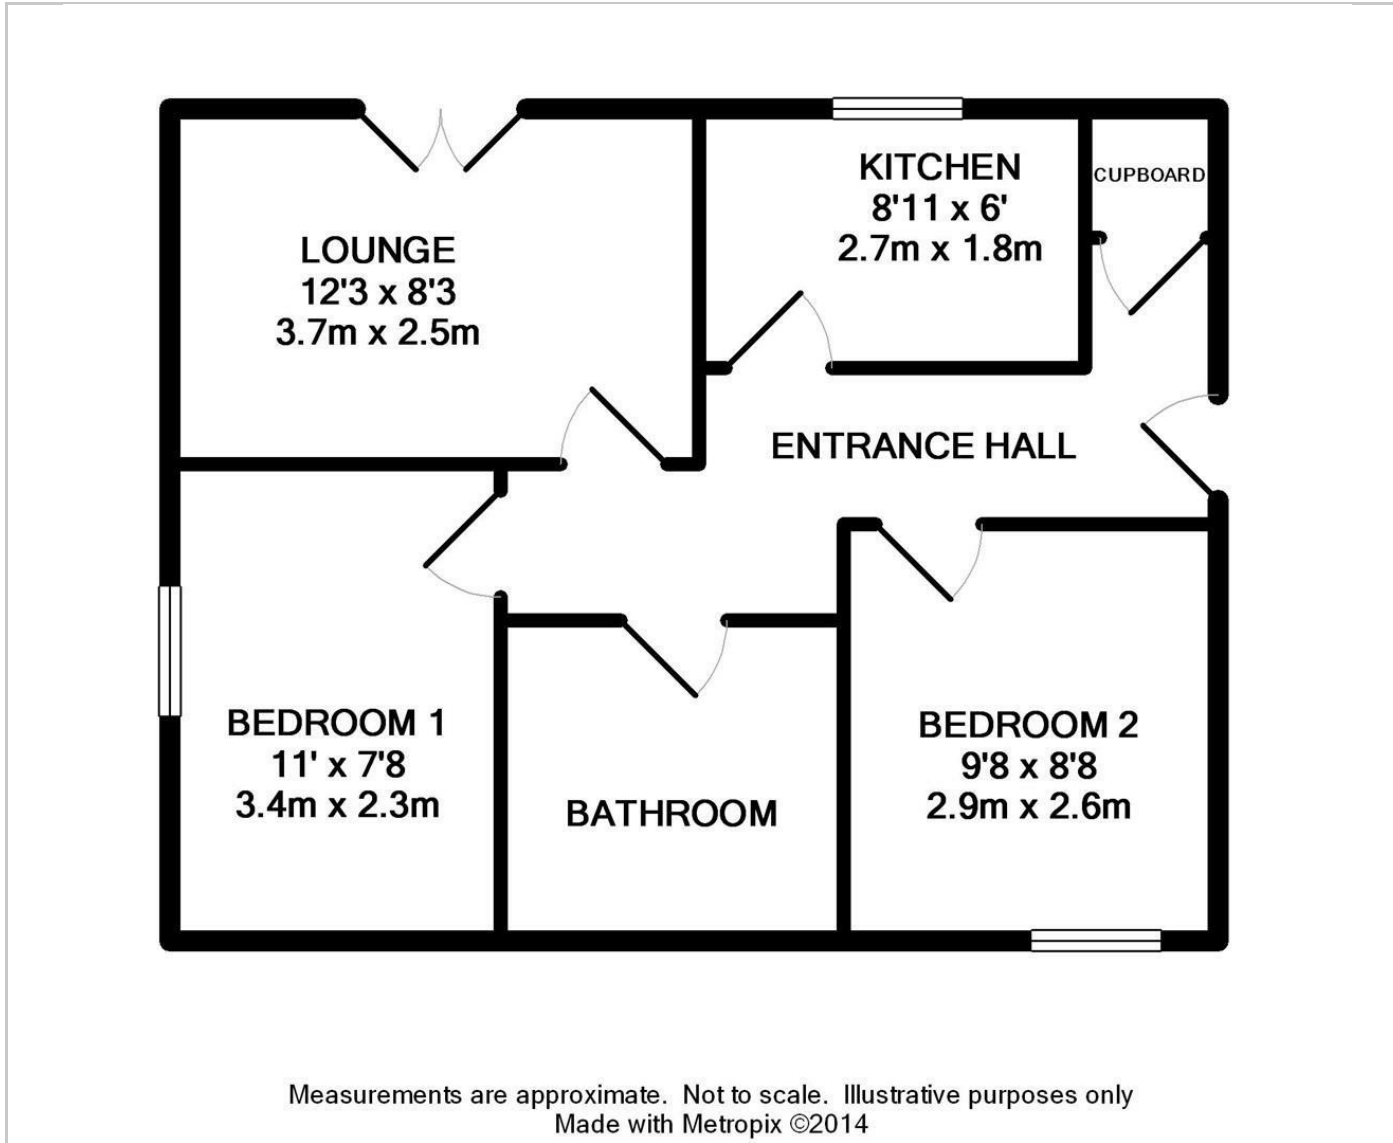 LOUNGE
12'3 x 8'3
3.7m x 2.5m
KITCHEN
8'11 x 6'
2.7m x 1.8m
CUPBOARD
ENTRANCE HALL
BEDROOM 1
11' x 7'8
3.4m x 2.3m
BATHROOM
BEDROOM 2
9'8 x 8'8
2.9m x 2.6m
Measurements are approximate. Not to scale. Illustrative purposes only
Made with Metropix ©2014